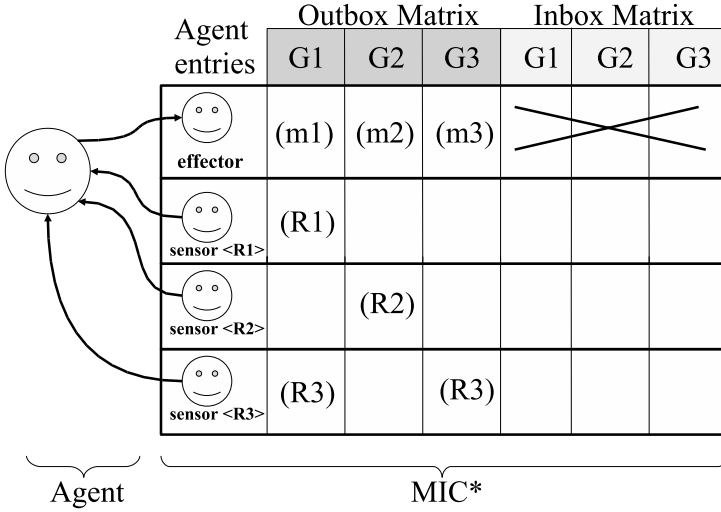 Outbox Matrix Inbox Matrix
Agent entries G1 G2 G3 G1 G2 G3
effector (m1) (m2) (m3)
sensor <R1> (R1)
sensor <R2> (R2)
sensor <R3> (R3) (R3)
Agent MIC*